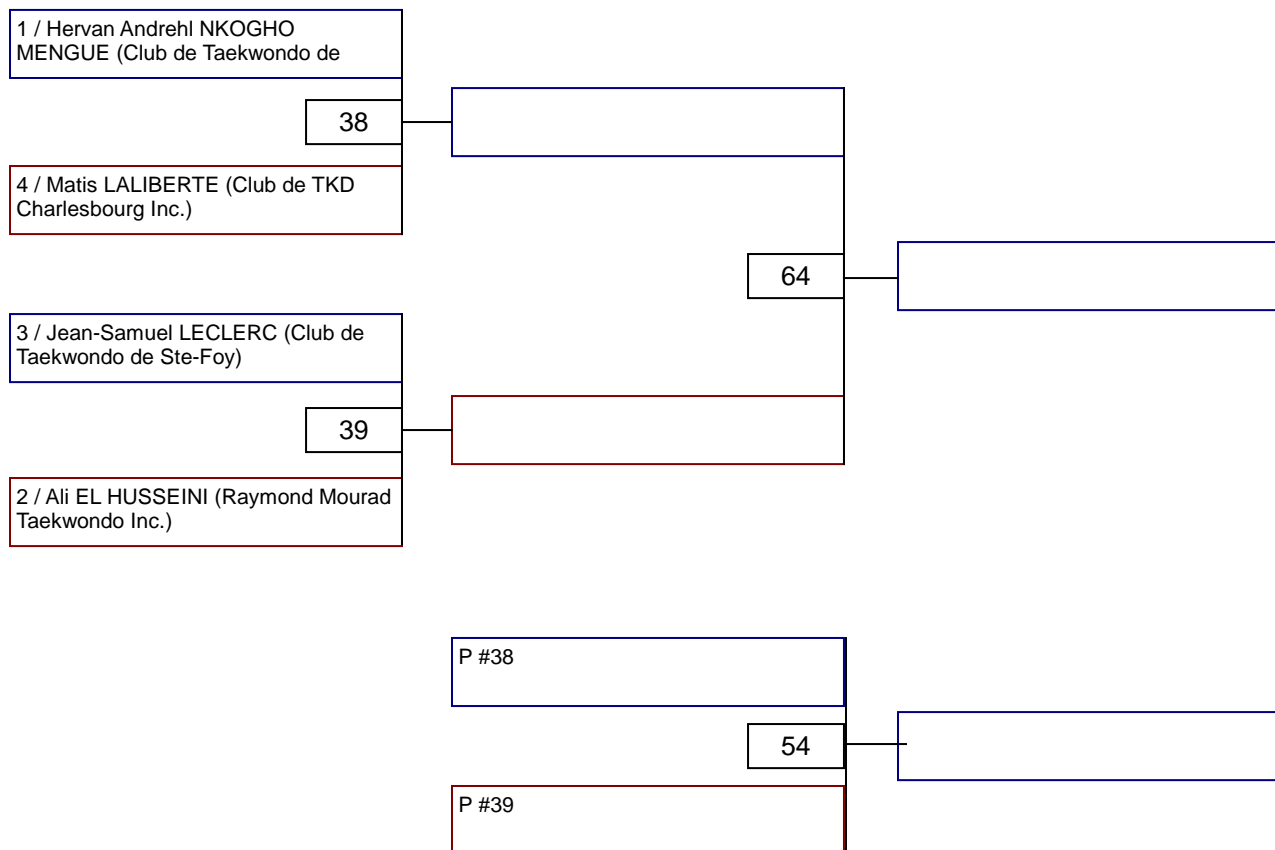 1 / Hervan Andrehl NKOGHO
MENGUE (Club de Taekwondo de
38
4 / Matis LALIBERTE (Club de TKD
Charlesbourg Inc.)
64
3 / Jean-Samuel LECLERC (Club de
Taekwondo de Ste-Foy)
39
2 / Ali EL HUSSEINI (Raymond Mourad
Taekwondo Inc.)
P #38
54
P #39